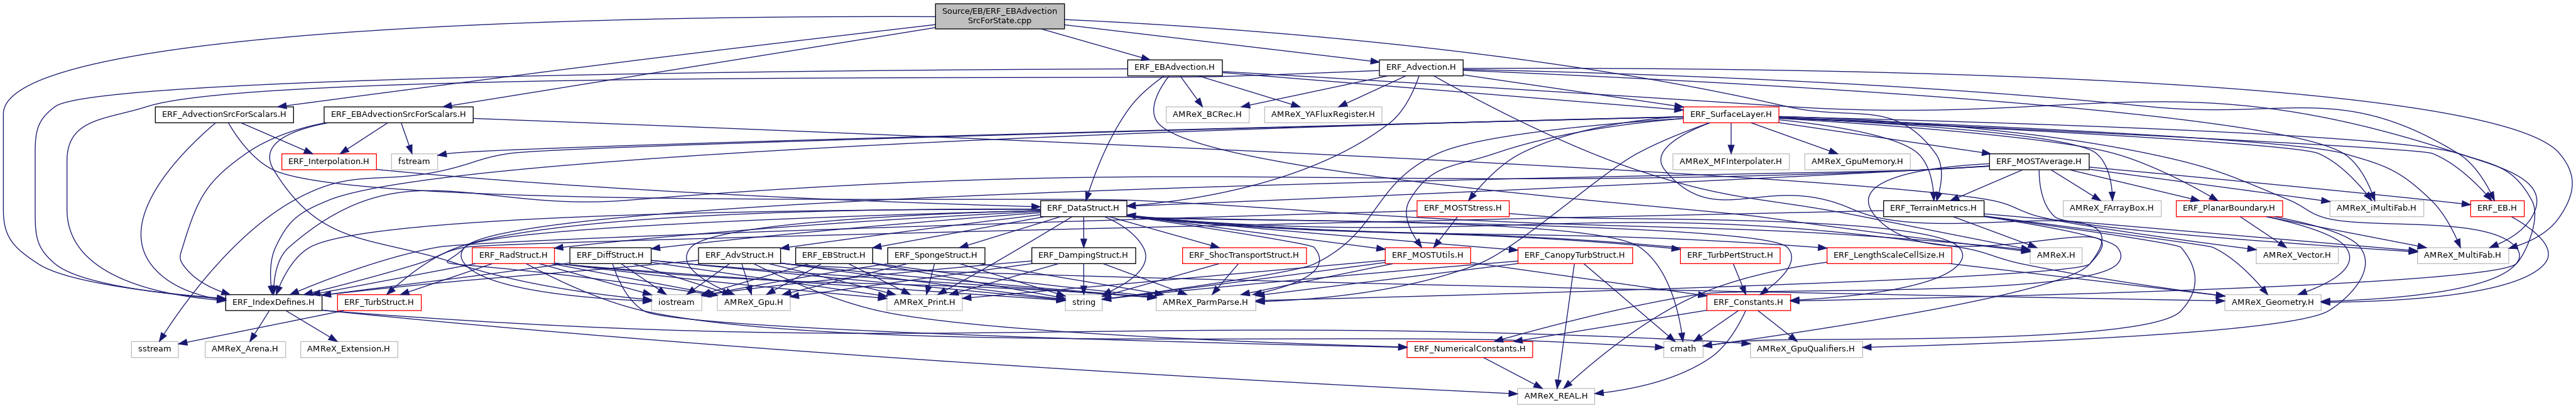 Source/EB/ERF_EBAdvection
SrcForState.cpp
ERF_EBAdvection.H
ERF_Advection.H
ERF_AdvectionSrcForScalars.H
ERF_EBAdvectionSrcForScalars.H
AMReX_BCRec.H
AMReX_YAFluxRegister.H
ERF_SurfaceLayer.H
ERF_Interpolation.H
fstream
AMReX_MFInterpolater.H
AMReX_GpuMemory.H
ERF_MOSTAverage.H
ERF_DataStruct.H
ERF_MOSTStress.H
ERF_TerrainMetrics.H
AMReX_FArrayBox.H
ERF_PlanarBoundary.H
AMReX_iMultiFab.H
ERF_EB.H
ERF_RadStruct.H
ERF_DiffStruct.H
ERF_AdvStruct.H
ERF_EBStruct.H
ERF_SpongeStruct.H
ERF_DampingStruct.H
ERF_ShocTransportStruct.H
ERF_MOSTUtils.H
ERF_CanopyTurbStruct.H
ERF_TurbPertStruct.H
ERF_LengthScaleCellSize.H
AMReX.H
AMReX_Vector.H
AMReX_MultiFab.H
ERF_IndexDefines.H
ERF_TurbStruct.H
iostream
AMReX_Gpu.H
AMReX_Print.H
string
AMReX_ParmParse.H
ERF_Constants.H
AMReX_Geometry.H
sstream
AMReX_Arena.H
AMReX_Extension.H
ERF_NumericalConstants.H
cmath
AMReX_GpuQualifiers.H
AMReX_REAL.H